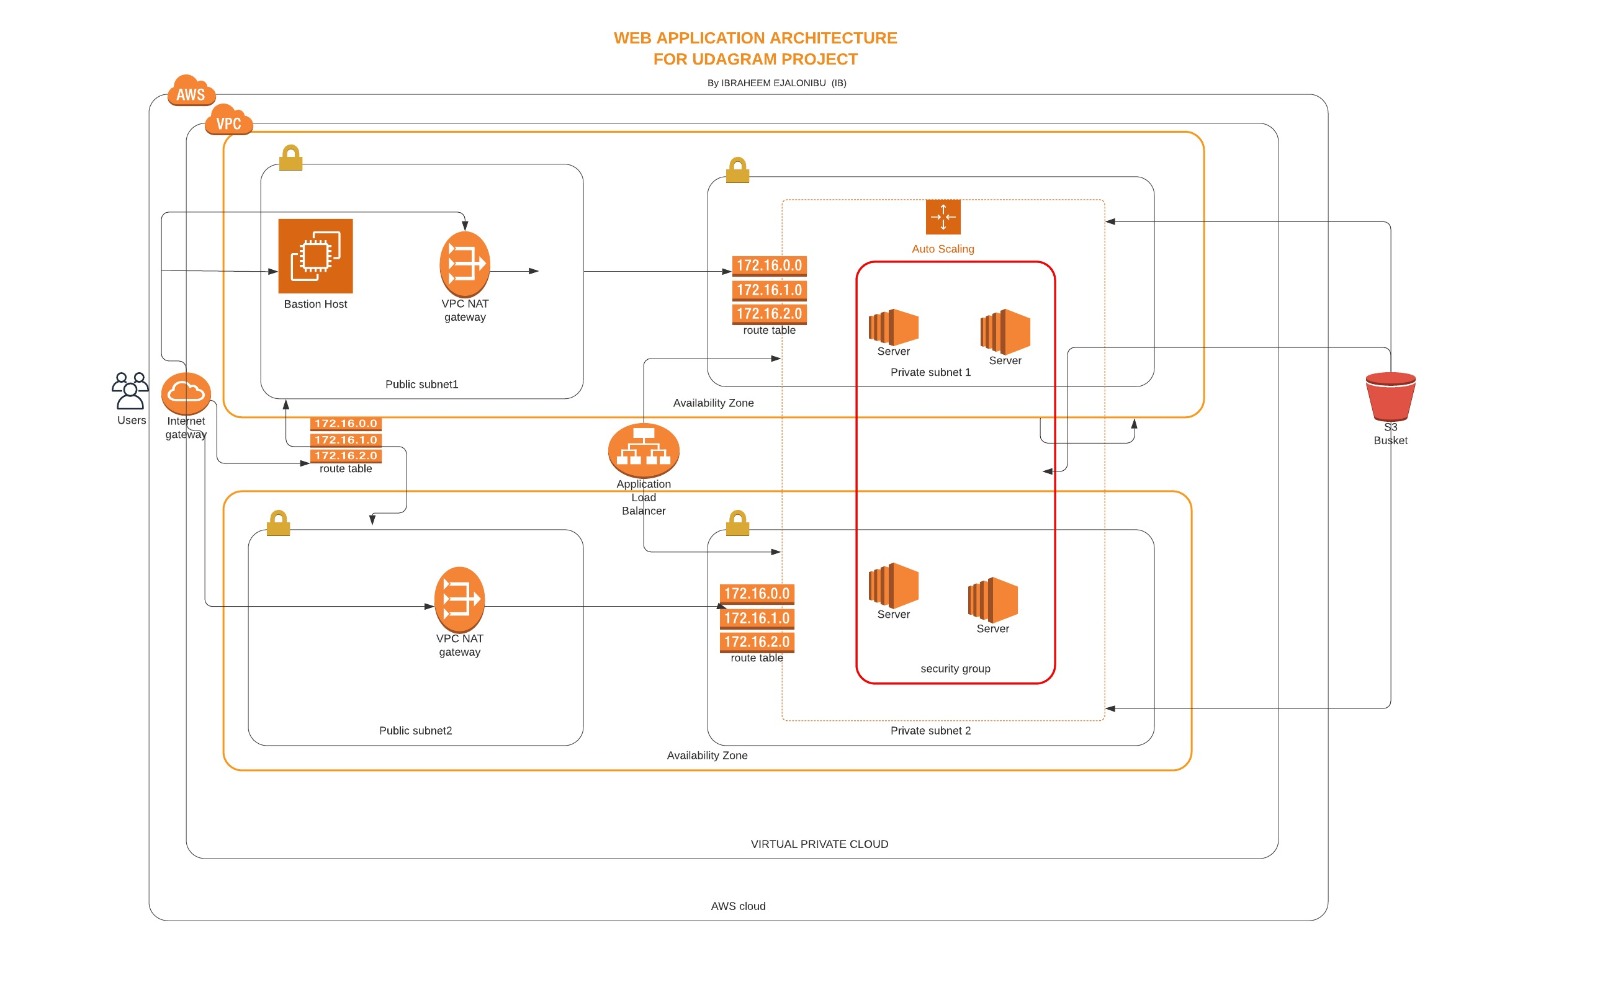 WEB APPLICATION ARCHITECTURE
FOR UDAGRAM PROJECT
By IBRAHEEM EJALONIBU (IB)
AWS
VPC
Bastion Host
VPC NAT
gateway
Public subnet1
172.16.0.0
172.16.1.0
172.16.2.0
route table
Auto Scaling
Server
Server
Private subnet 1
Availability Zone
Users
Internet
gateway
172.16.0.0
172.16.1.0
172.16.2.0
route table
Application
Load
Balancer
S3
Busket
VPC NAT
gateway
Public subnet2
172.16.0.0
172.16.1.0
172.16.2.0
route table
Server
Server
security group
Private subnet 2
Availability Zone
VIRTUAL PRIVATE CLOUD
AWS cloud